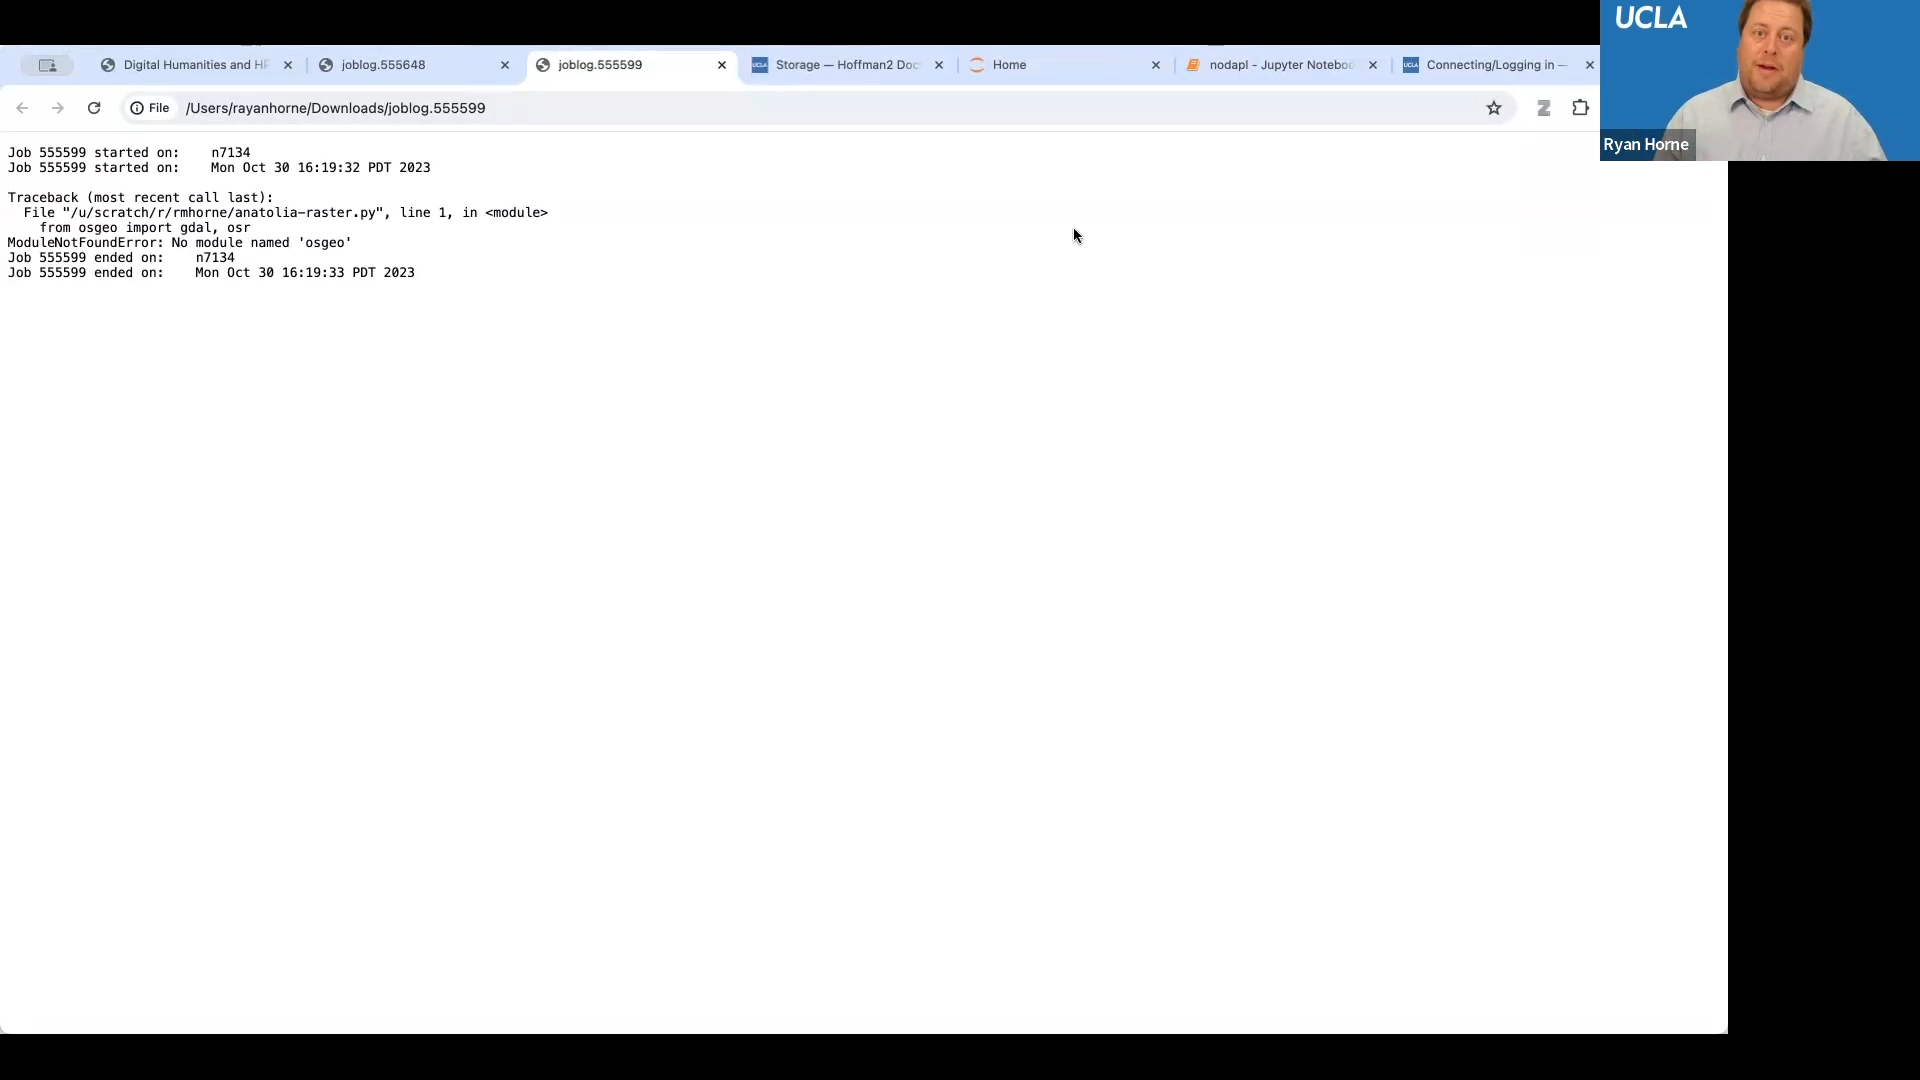 UCLA
Digital Humanities and HP
joblog.555648
joblog.555599
Storage — Hoffman2 Doc
Home
nodapl - Jupyter Noteboo
Connecting/Logging in —
File
/Users/rayanhorne/Downloads/joblog.555599
Ryan Horne
Job 555599 started on:    n7134
Job 555599 started on:    Mon Oct 30 16:19:32 PDT 2023
Traceback (most recent call last):
  File "/u/scratch/r/rmhorne/anatolia-raster.py", line 1, in <module>
    from osgeo import gdal, osr
ModuleNotFoundError: No module named 'osgeo'
Job 555599 ended on:    n7134
Job 555599 ended on:    Mon Oct 30 16:19:33 PDT 2023